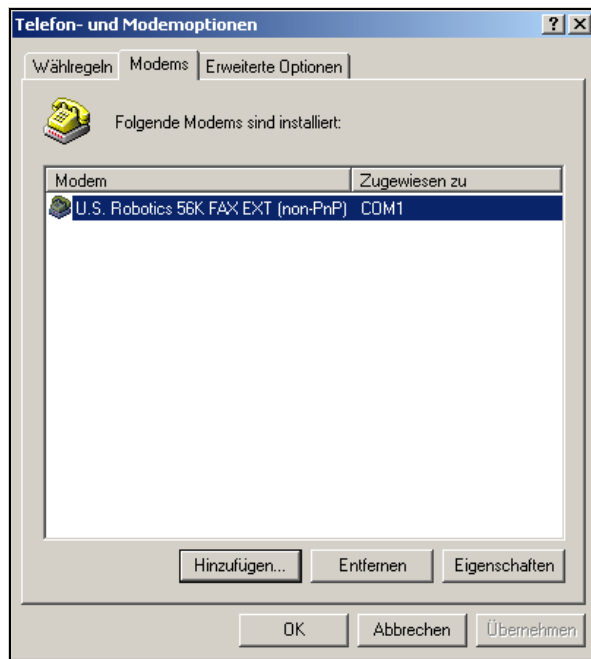 Telefon- und Modemoptionen
Wählregeln Modems Erweiterte Optionen
Folgende Modems sind installiert:
Modem Zugewiesen zu
U.S. Robotics 56K FAX EXT (non-PnP) COM1
Hinzufügen... Entfernen Eigenschaften
OK Abbrechen Übernehmen